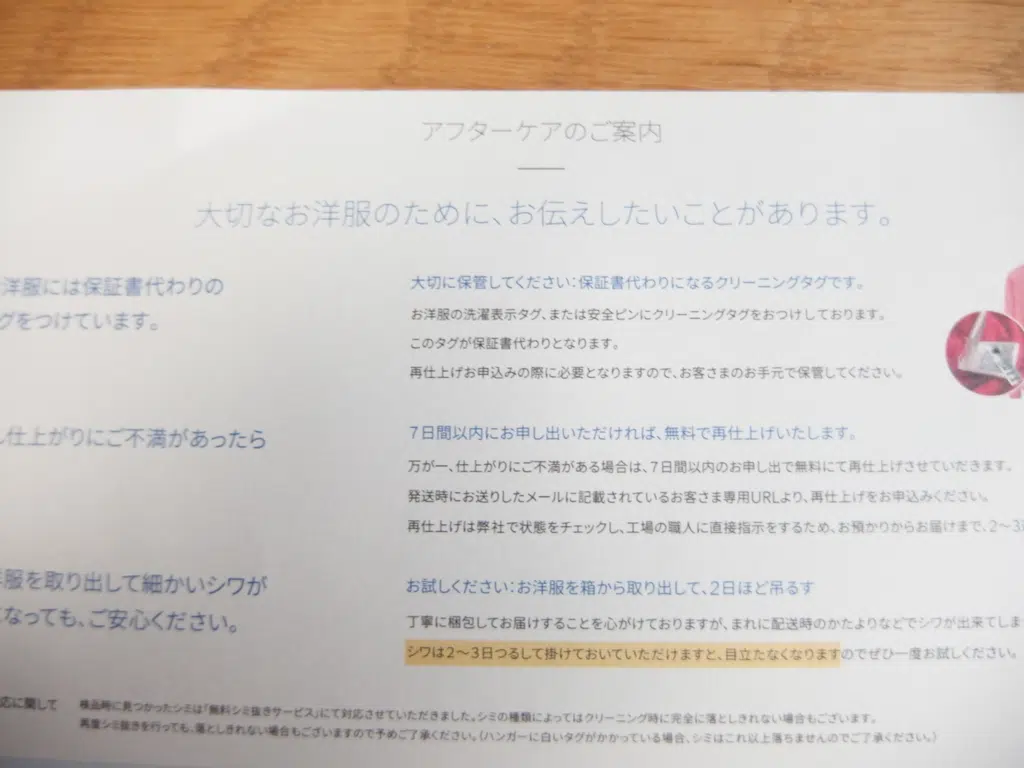 アフターケアのご案内
大切なお洋服のために、お伝えしたいことがあります。
洋服には保証書代わりの
グをつけています。
大切に保管してください：保証書代わりになるクリーニングタグです。
お洋服の洗濯表示タグ、または安全ピンにクリーニングタグをおつけしております。
このタグが保証書代わりとなります。
再仕上げお申込みの際に必要となりますので、お客さまのお手元で保管してください。
仕上がりにご不満があったら
7日間以内にお申し出いただければ、無料で再仕上げいたします。
万が一、仕上がりにご不満がある場合は、7日間以内のお申し出で無料にて再仕上げさせていだきます。
発送時にお送りしたメールに記載されているお客さま専用URLより、再仕上げをお申込みください。
再仕上げは弊社で状態をチェックし、工場の職人に直接指示をするため、お預かりからお届けまで、2～3
服を取り出して細かいシワが
なっても、ご安心ください。
お試しください：お洋服を箱から取り出して、2日ほど吊るす
丁寧に梱包してお届けすることを心がけておりますが、まれに配送時のかたよりなどでシワが出来てしま
シワは2～3日つるして掛けておいていただけますと、目立たなくなりますのでぜひ一度お試しください。
応に関して
検品時に見つかったシミは「無料シミ抜きサービス」にて対応させていただきました。シミの種類によってはクリーニング時に完全に落としきれない場合もございます。
再度シミ抜きを行っても、落としきれない場合もございますので予めご了承ください。（ハンガーに白いタグがかかっている場合、シミはこれ以上落ちませんのでご了承ください。）